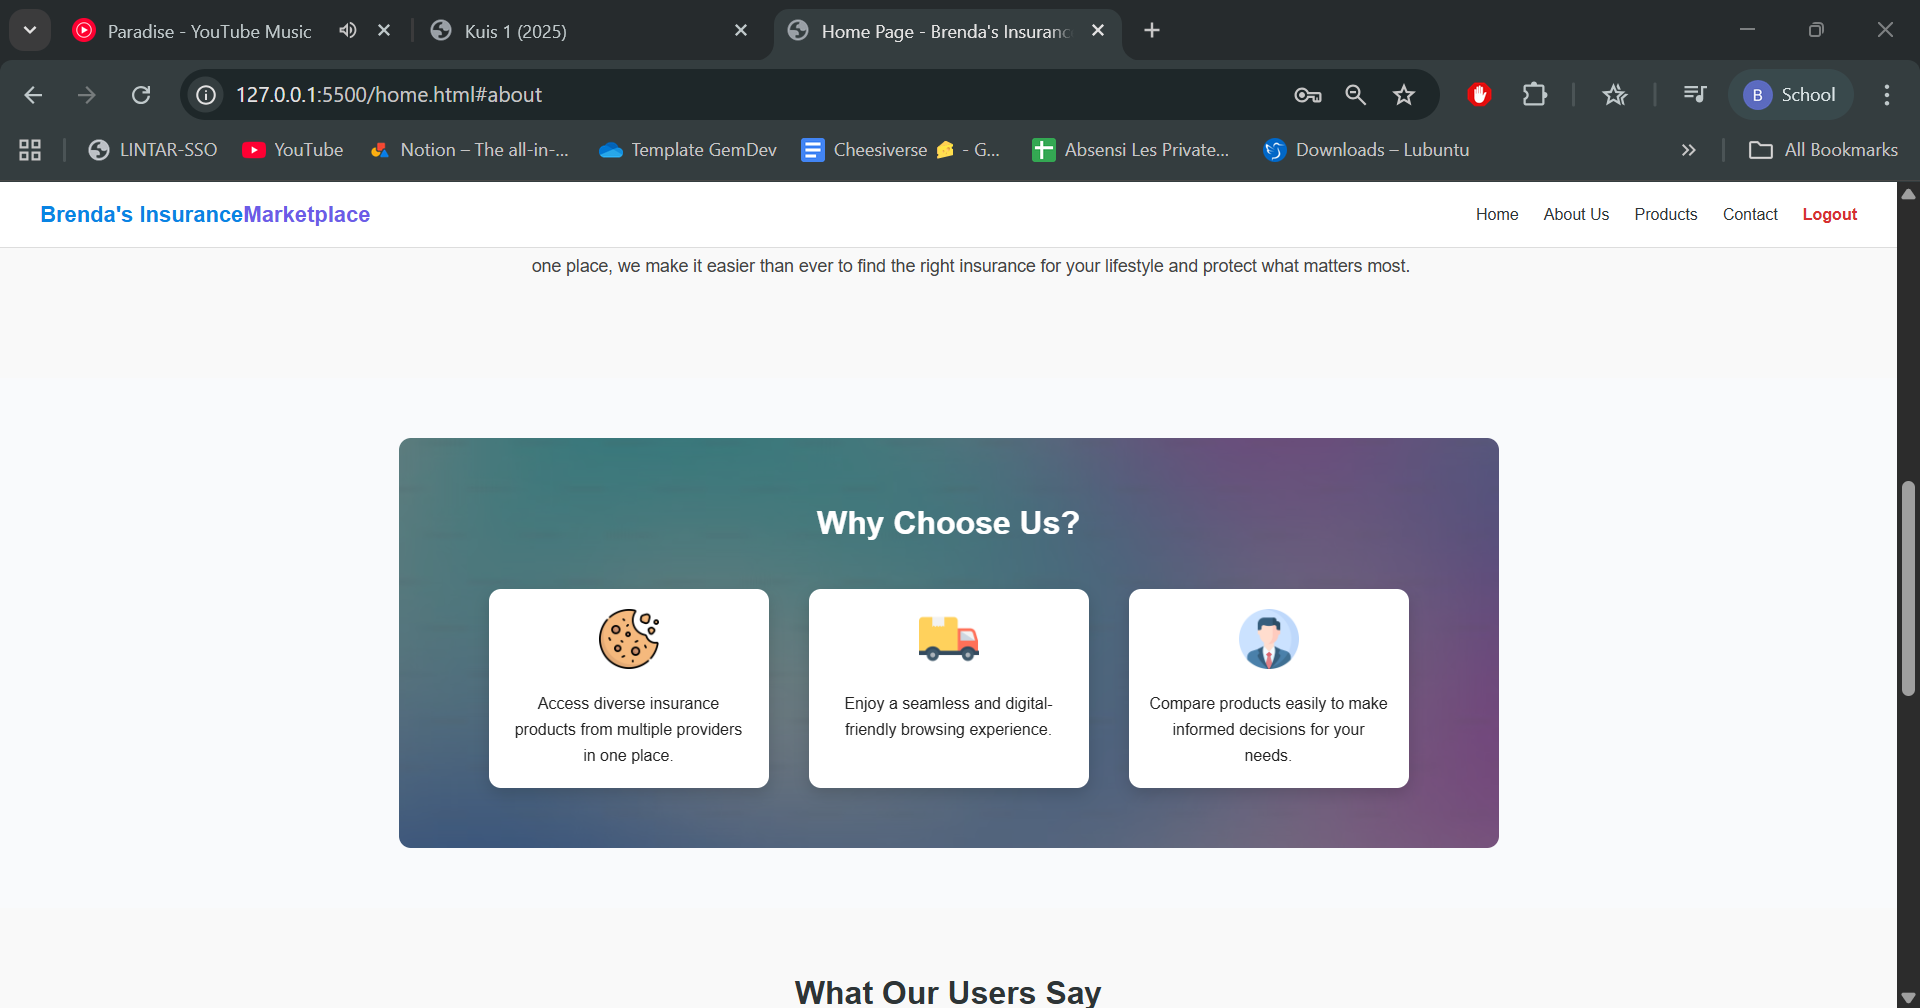 Paradise - YouTube Music
Kuis 1 (2025)
Home Page - Brenda's Insuranc
127.0.0.1:5500/home.html#about
B
School
LINTAR-SSO
YouTube
Notion – The all-in-...
Template GemDev
Cheesiverse 🧀 - G...
Absensi Les Private...
Downloads – Lubuntu
All Bookmarks
Brenda's InsuranceMarketplace
Home
About Us
Products
Contact
Logout
one place, we make it easier than ever to find the right insurance for your lifestyle and protect what matters most.
Why Choose Us?
Access diverse insurance
products from multiple providers
in one place.
Enjoy a seamless and digital-
friendly browsing experience.
Compare products easily to make
informed decisions for your
needs.
What Our Users Say